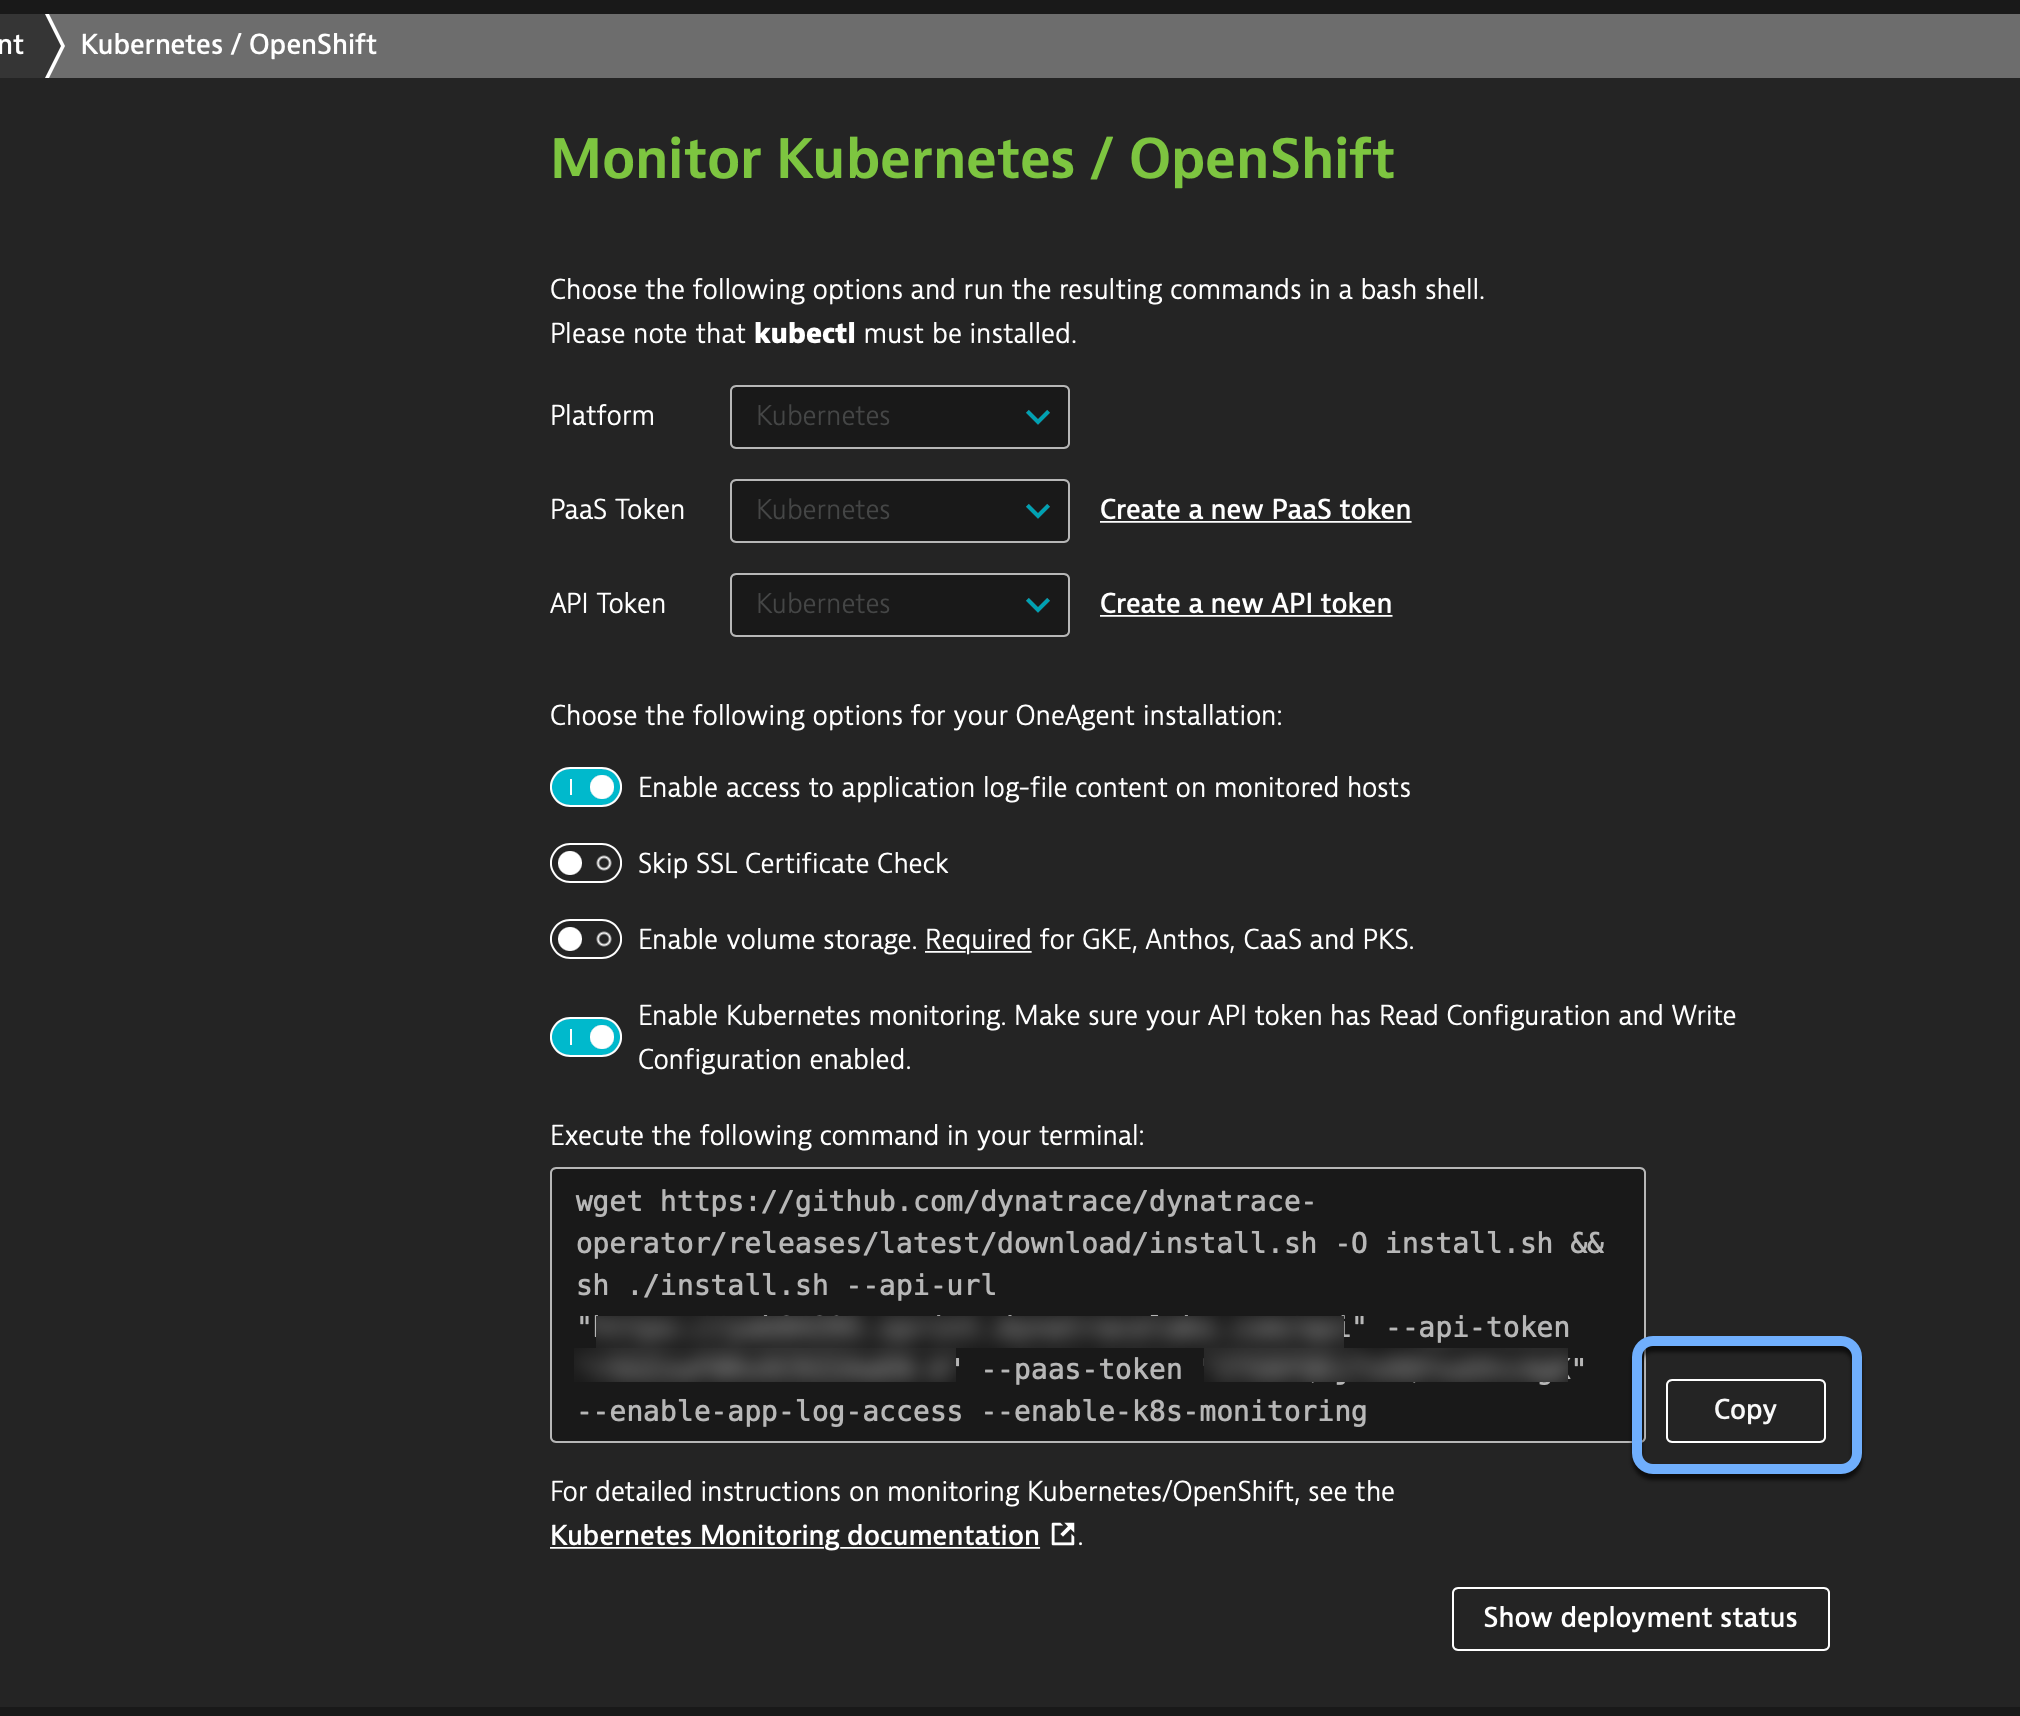 nt
Kubernetes / OpenShift
Monitor Kubernetes / OpenShift
Choose the following options and run the resulting commands in a bash shell.
Please note that kubectl must be installed.
Platform
Kubernetes
PaaS Token
Kubernetes
Create a new PaaS token
API Token
Kubernetes
Create a new API token
Choose the following options for your OneAgent installation:
Enable access to application log-file content on monitored hosts
Skip SSL Certificate Check
Enable volume storage. Required for GKE, Anthos, CaaS and PKS.
Enable Kubernetes monitoring. Make sure your API token has Read Configuration and Write
Configuration enabled.
Execute the following command in your terminal:
wget https://github.com/dynatrace/dynatrace-
operator/releases/latest/download/install.sh -O install.sh &&
sh ./install.sh --api-url
" " --api-token
" --paas-token "
--enable-app-log-access --enable-k8s-monitoring
Copy
For detailed instructions on monitoring Kubernetes/OpenShift, see the
Kubernetes Monitoring documentation .
Show deployment status